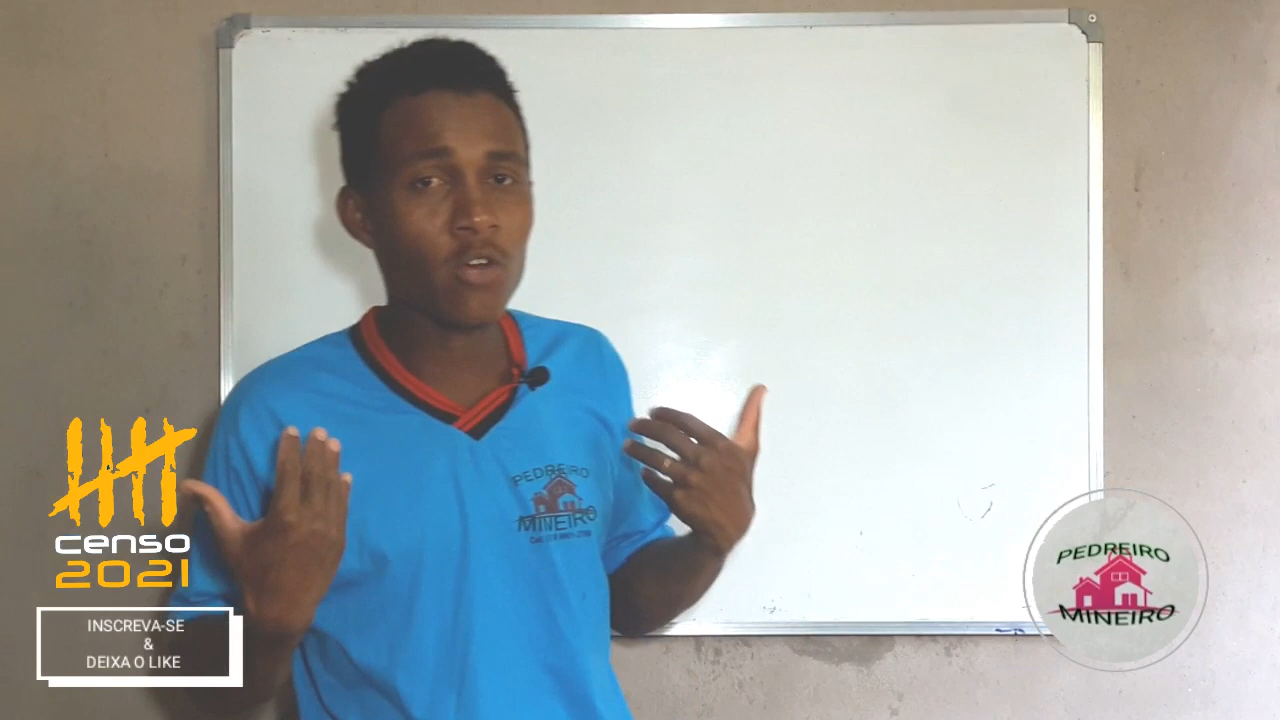 PEDREIRO
MINEIRO
censo
2021
INSCREVA-SE
&
DEIXA O LIKE
PEDREIRO
MINEIRO